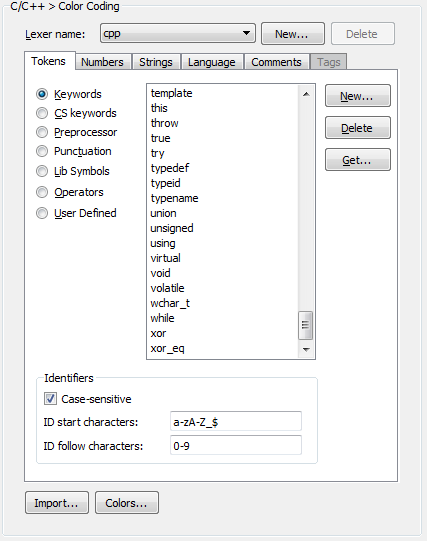 C/C++ > Color Coding
Lexer name: cpp New... Delete
Tokens Numbers Strings Language Comments Tags
Keywords
CS keywords
Preprocessor
Punctuation
Lib Symbols
Operators
User Defined
template
this
throw
true
try
typedef
typeid
typename
union
unsigned
using
virtual
void
volatile
wchar_t
while
xor
xor_eq
New...
Delete
Get...
Identifiers
Case-sensitive
ID start characters: a-zA-Z_$
ID follow characters: 0-9
Import... Colors...